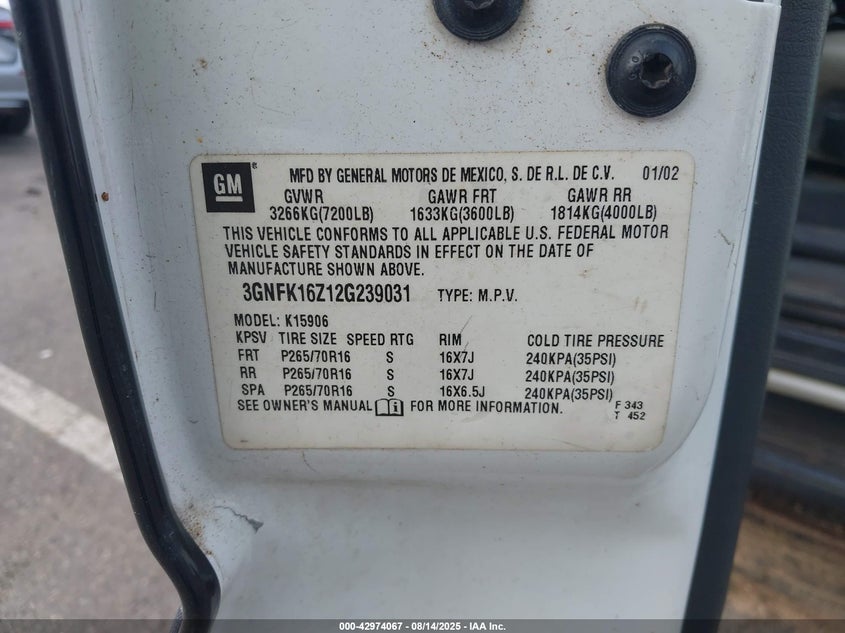 GM ® MFD BY GENERAL MOTORS DE MEXICO, S. DE R.L. DE C.V. 01/02
GVWR GAWR FRT GAWR RR
3266KG(7200LB) 1633KG(3600LB) 1814KG(4000LB)
THIS VEHICLE CONFORMS TO ALL APPLICABLE U.S. FEDERAL MOTOR
VEHICLE SAFETY STANDARDS IN EFFECT ON THE DATE OF
MANUFACTURE SHOWN ABOVE.
3GNFK16Z12G239031 TYPE: M.P.V.
MODEL: K15906
KPSV TIRE SIZE SPEED RTG RIM COLD TIRE PRESSURE
FRT P265/70R16 S 16X7J 240KPA(35PSI)
RR P265/70R16 S 16X7J 240KPA(35PSI)
SPA P265/70R16 S 16X6.5J 240KPA(35PSI)
SEE OWNER'S MANUAL FOR MORE INFORMATION.
F 343
T 452
000-42974067 - 08/14/2025 - IAA Inc.